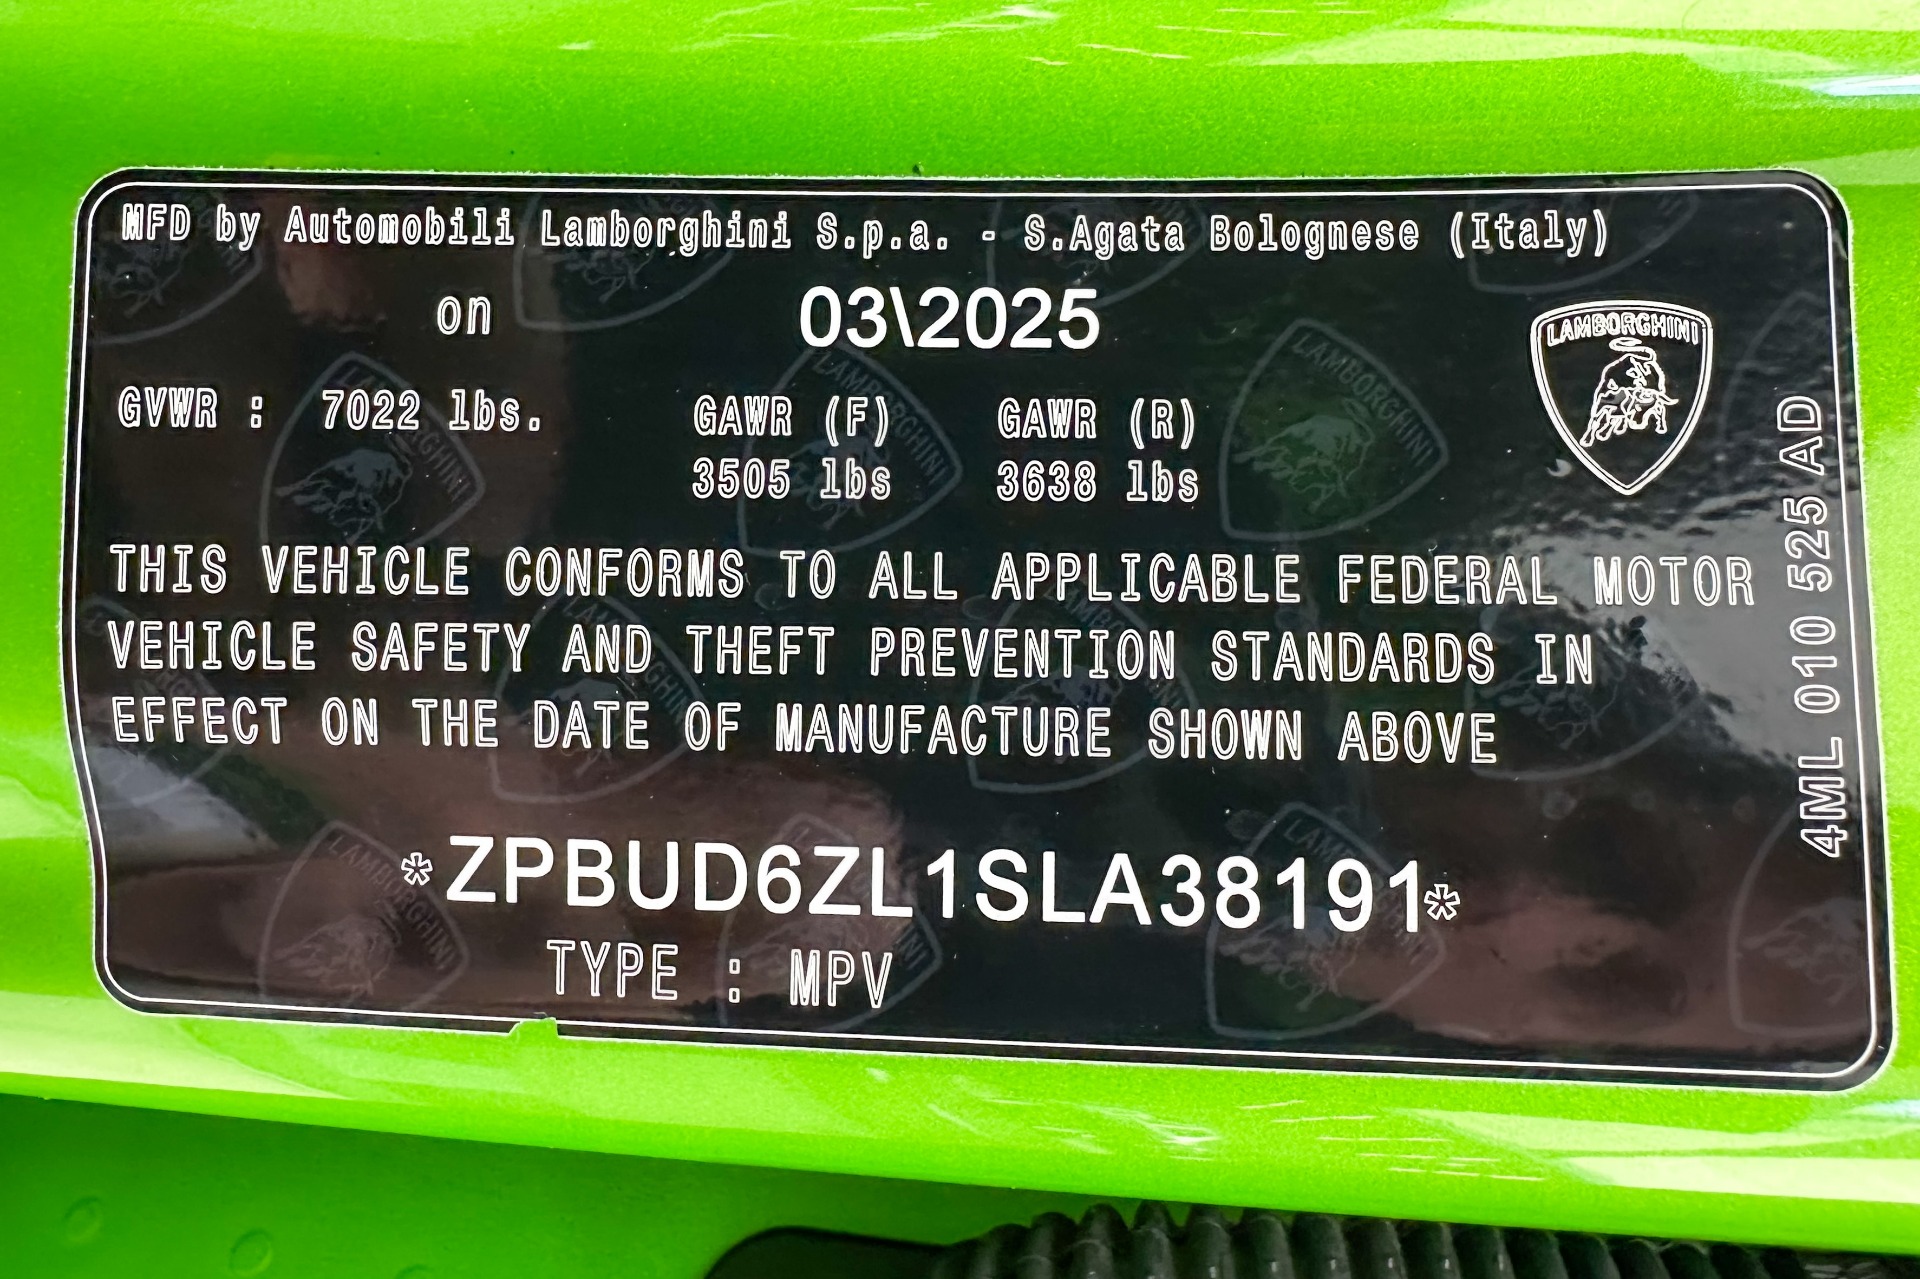 MFD by Automobili Lamborghini S.p.a. - S.Agata Bolognese (Italy)
on 03\2025
LAMBORGHINI
GVWR : 7022 lbs. GAWR (F) GAWR (R)
3505 lbs 3638 lbs
THIS VEHICLE CONFORMS TO ALL APPLICABLE FEDERAL MOTOR
VEHICLE SAFETY AND THEFT PREVENTION STANDARDS IN
EFFECT ON THE DATE OF MANUFACTURE SHOWN ABOVE
*ZPBUD6ZL1SLA38191*
TYPE : MPV
4ML 010 525 AD